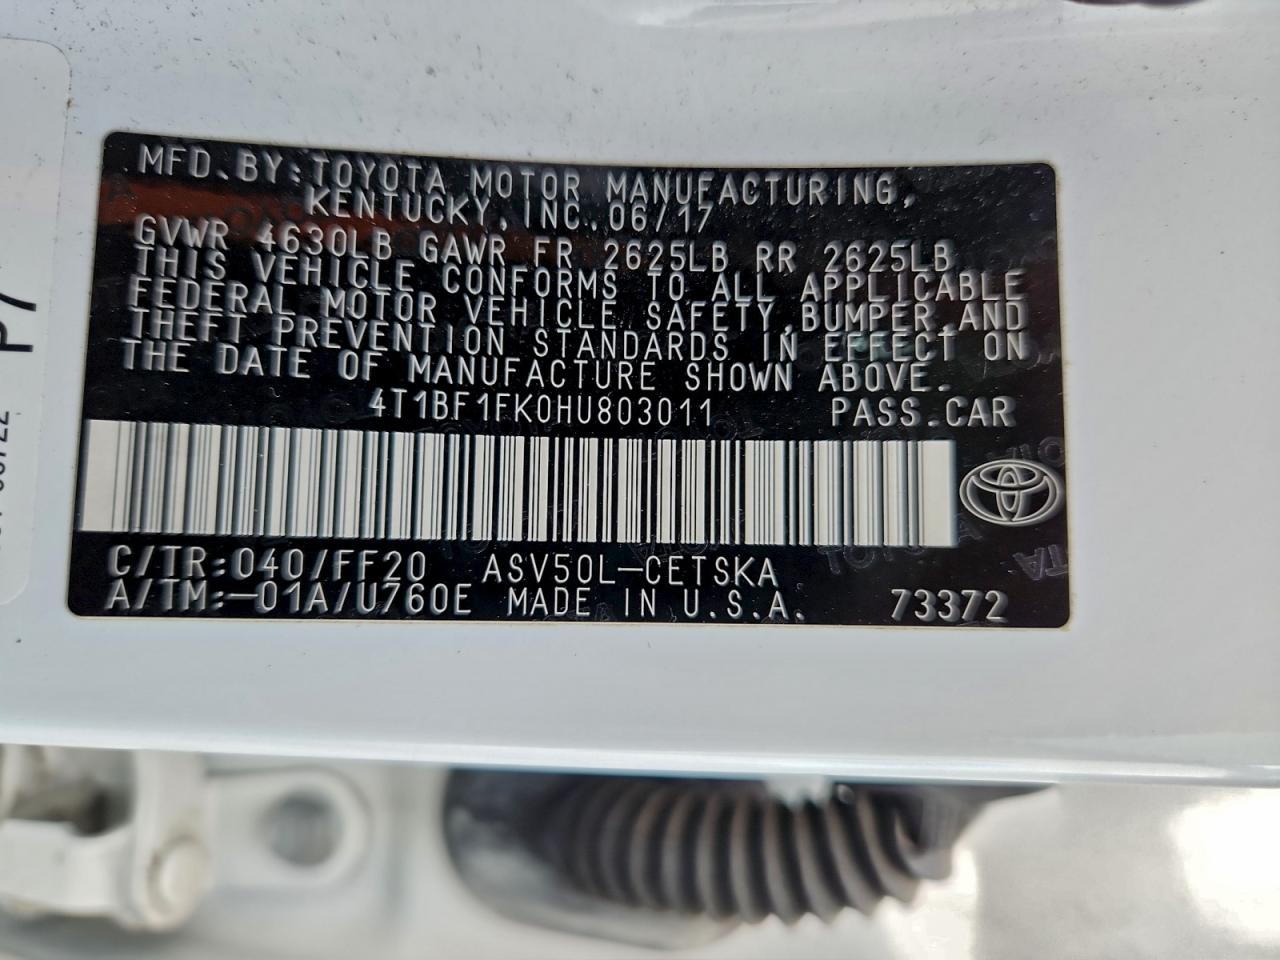 MFD.BY:TOYOTA MOTOR MANUFACTURING,
KENTUCKY,INC.06/17
GVWR 4630LB GAWR FR 2625LB RR 2625LB
THIS VEHICLE CONFORMS TO ALL APPLICABLE
FEDERAL MOTOR VEHICLE SAFETY,BUMPER,AND
THEFT PREVENTION STANDARDS IN EFFECT ON
THE DATE OF MANUFACTURE SHOWN ABOVE.
4T1BF1FK0HU803011 PASS.CAR
C/TR:040/FF20 ASV50L-CETSKA
A/TM:-01A/U760E MADE IN U.S.A. 73372